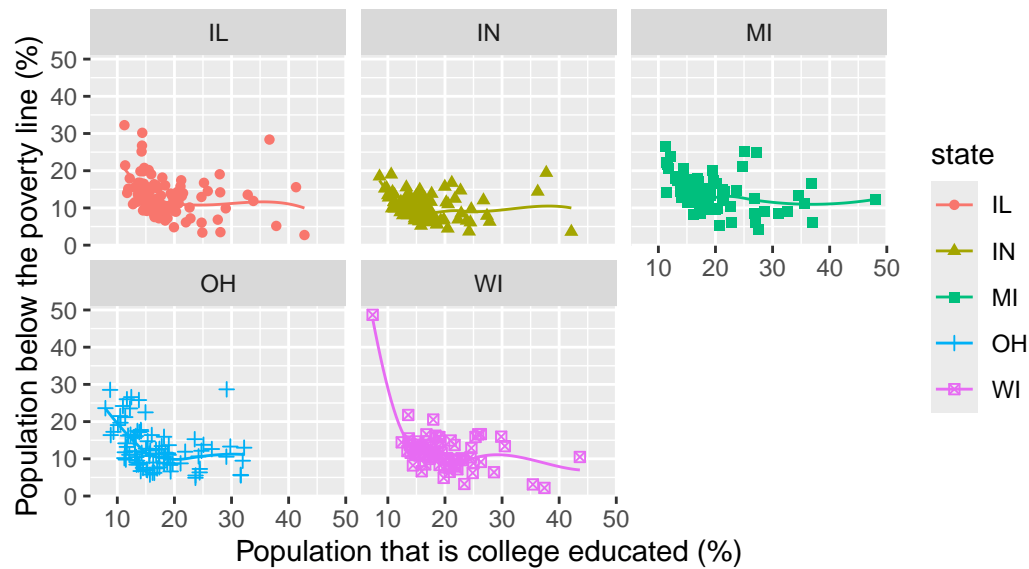 IL
IN
MI
50
40
30
20
10
0
10 20 30 40 50
OH
WI
50
40
30
20
10
0
10 20 30 40 50
10 20 30 40 50
Population below the poverty line (%)
Population that is college educated (%)
state
IL
IN
MI
OH
WI